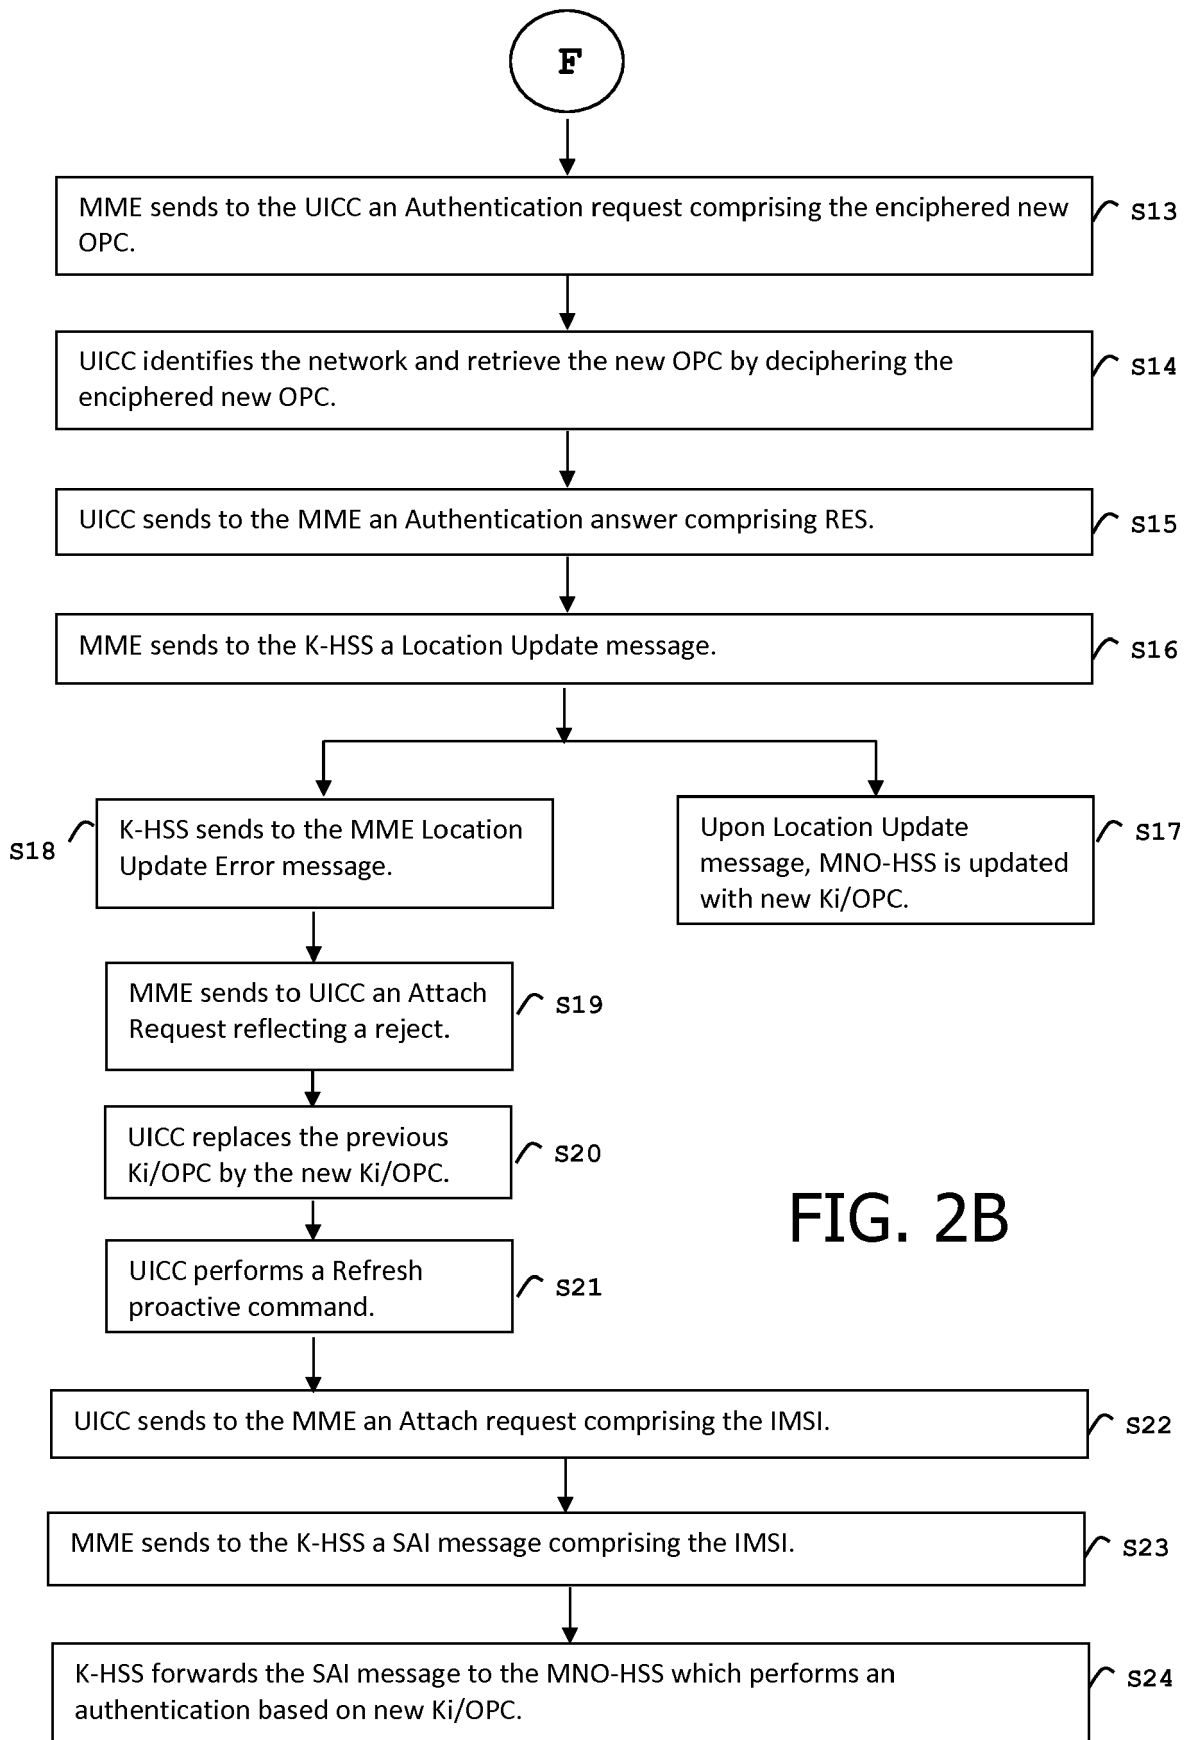 F
MME sends to the UICC an Authentication request comprising the enciphered new
OPC.
S13
UICC identifies the network and retrieve the new OPC by deciphering the
enciphered new OPC.
S14
UICC sends to the MME an Authentication answer comprising RES.
S15
MME sends to the K-HSS a Location Update message.
S16
K-HSS sends to the MME Location
Update Error message.
S18
Upon Location Update
message, MNO-HSS is updated
with new Ki/OPC.
S17
MME sends to UICC an Attach
Request reflecting a reject.
S19
UICC replaces the previous
Ki/OPC by the new Ki/OPC.
S20
FIG. 2B
UICC performs a Refresh
proactive command.
S21
UICC sends to the MME an Attach request comprising the IMSI.
S22
MME sends to the K-HSS a SAI message comprising the IMSI.
S23
K-HSS forwards the SAI message to the MNO-HSS which performs an
authentication based on new Ki/OPC.
S24